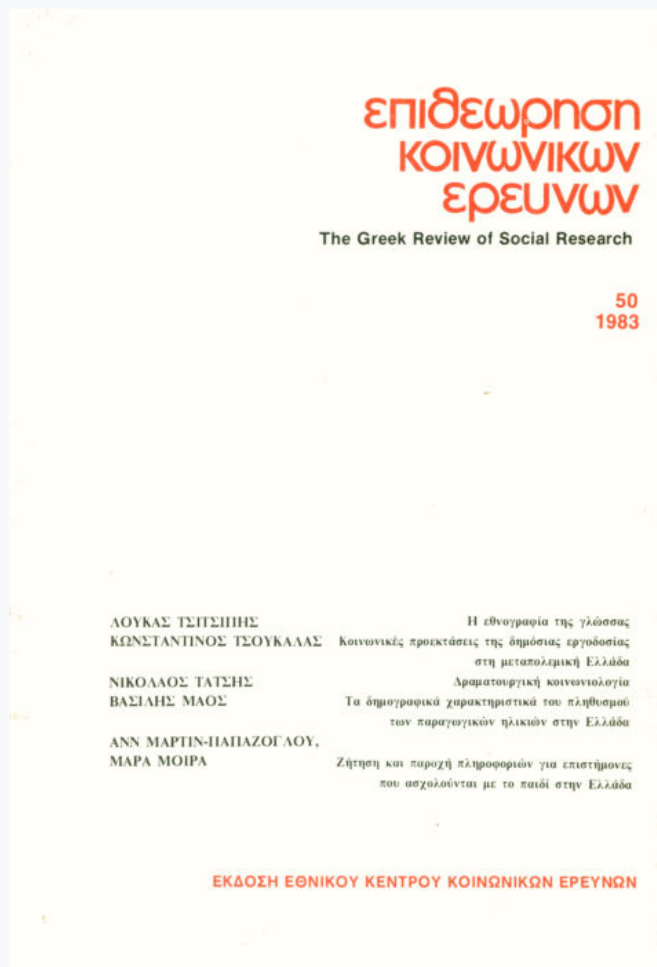 επιθεωρηση
κοινωνικων
ερευνων
The Greek Review of Social Research
50
1983
ΛΟΥΚΑΣ ΤΣΙΤΣΙΠΗΣ Η εθνογραφία της γλώσσας
ΚΩΝΣΤΑΝΤΙΝΟΣ ΤΣΟΥΚΑΛΑΣ Κοινωνικές προεκτάσεις της δημόσιας εργοδοσίας
στη μεταπολεμική Ελλάδα
ΝΙΚΟΛΑΟΣ ΤΑΤΣΗΣ Δραματουργική κοινωνιολογία
ΒΑΣΙΛΗΣ ΜΑΟΣ Τα δημογραφικά χαρακτηριστικά του πληθυσμού
των παραγωγικών ηλικιών στην Ελλάδα
ΑΝΝ ΜΑΡΤΙΝ-ΠΑΠΑΖΟΓΛΟΥ,
ΜΑΡΑ ΜΟΙΡΑ Ζήτηση και παροχή πληροφοριών για επιστήμονες
που ασχολούνται με το παιδί στην Ελλάδα
ΕΚΔΟΣΗ ΕΘΝΙΚΟΥ ΚΕΝΤΡΟΥ ΚΟΙΝΩΝΙΚΩΝ ΕΡΕΥΝΩΝ